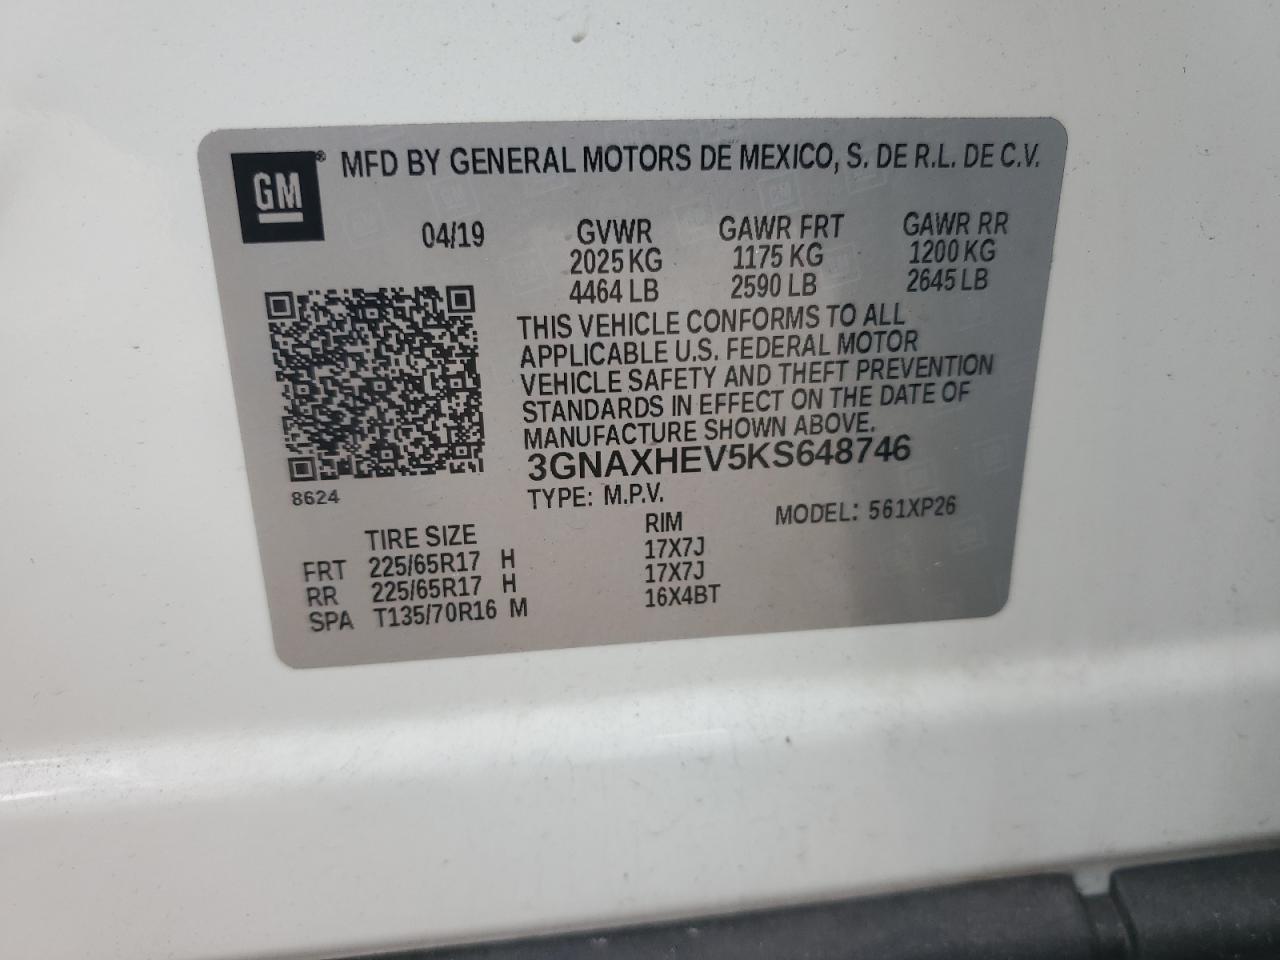 GM® MFD BY GENERAL MOTORS DE MEXICO, S. DE R.L. DE C.V.
04/19 GVWR GAWR FRT GAWR RR
2025 KG 1175 KG 1200 KG
4464 LB 2590 LB 2645 LB
THIS VEHICLE CONFORMS TO ALL
APPLICABLE U.S. FEDERAL MOTOR
VEHICLE SAFETY AND THEFT PREVENTION
STANDARDS IN EFFECT ON THE DATE OF
MANUFACTURE SHOWN ABOVE.
3GNAXHEV5KS648746
8624
TYPE: M.P.V. MODEL: 561XP26
TIRE SIZE RIM
FRT 225/65R17 H 17X7J
RR 225/65R17 H 17X7J
SPA T135/70R16 M 16X4BT